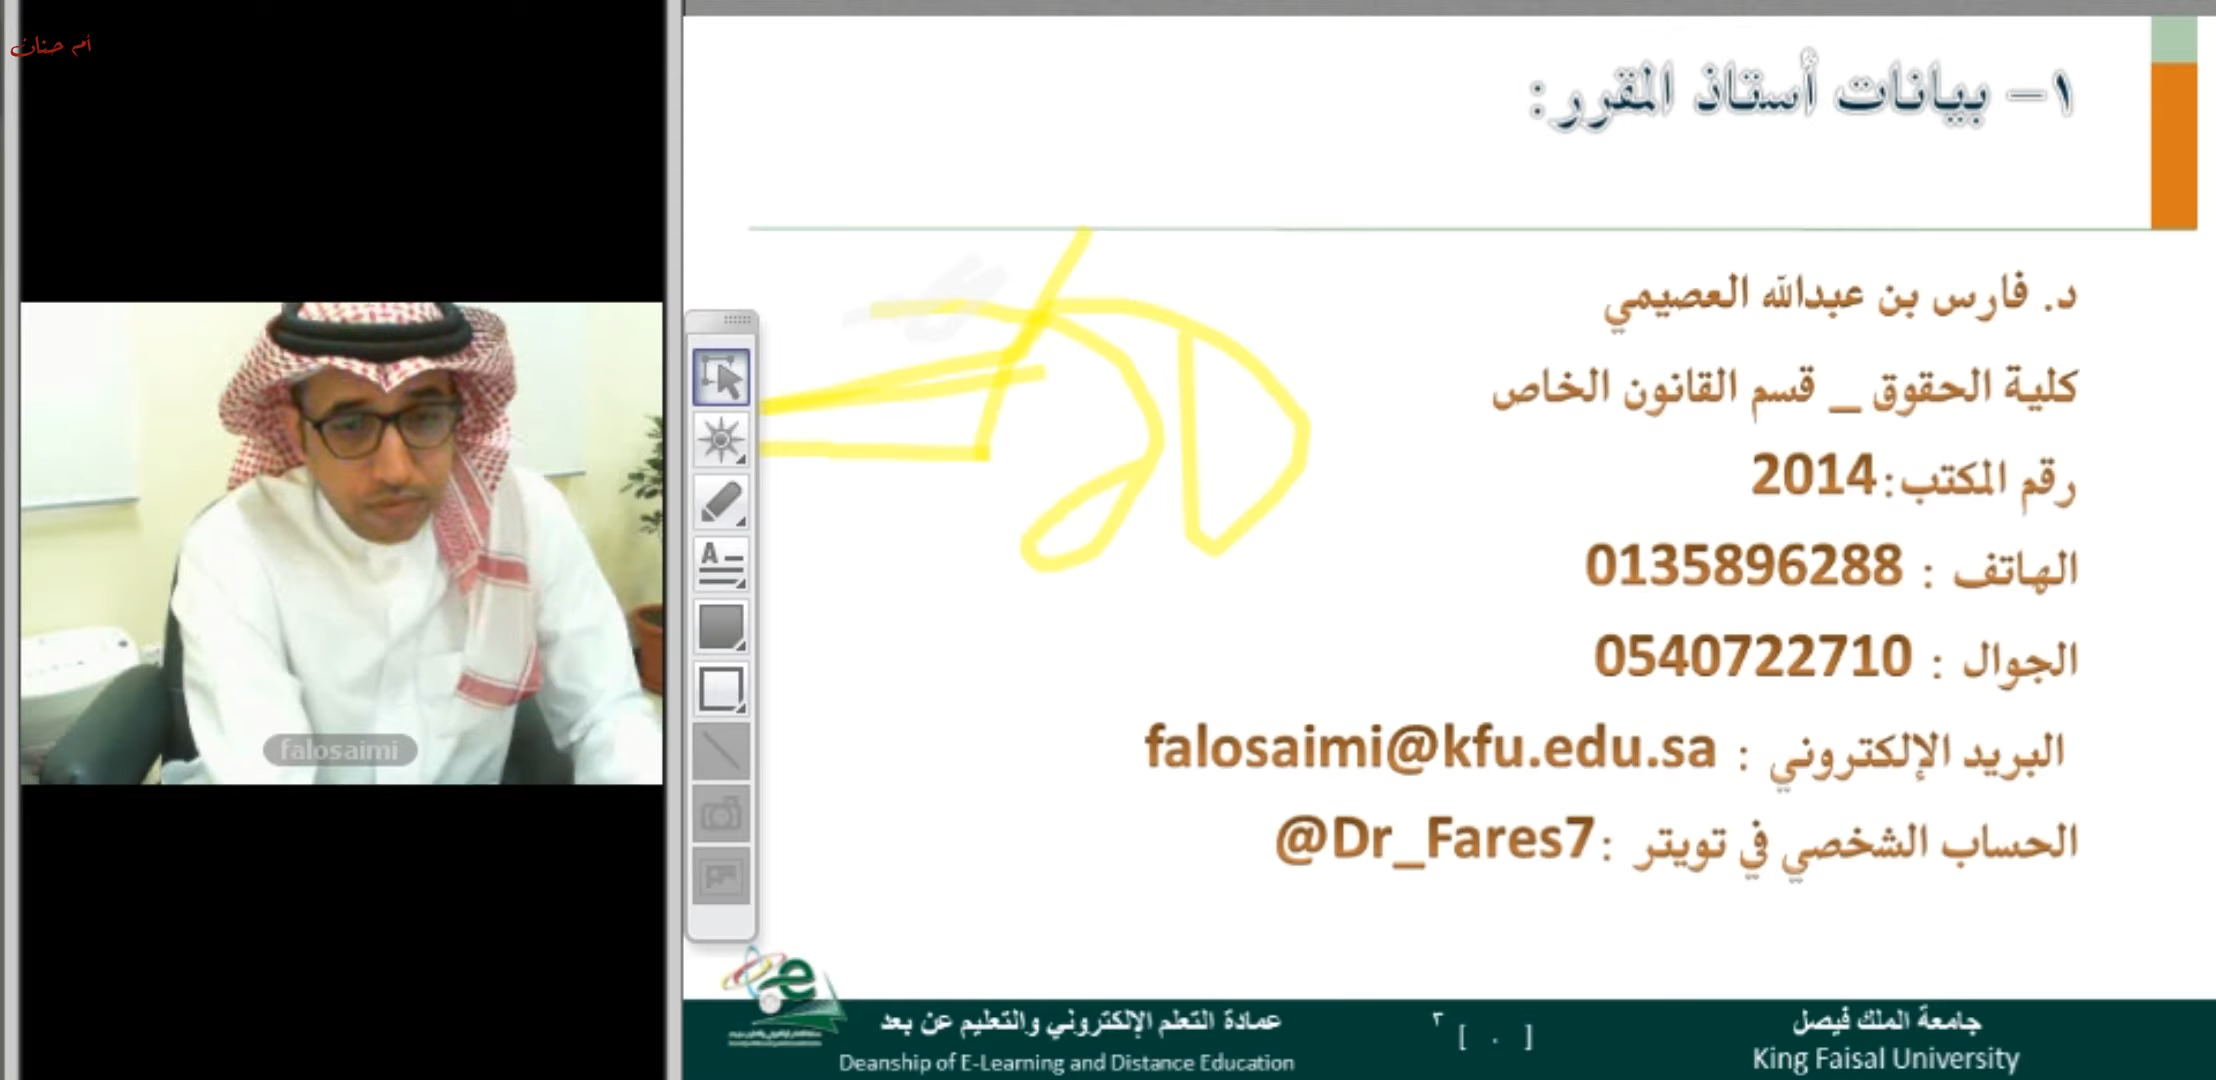 أم حنان
١– بيانات أستاذ المقرر:
د. فارس بن عبدالله العصيمي
كلية الحقوق _ قسم القانون الخاص
رقم المكتب:2014
الهاتف : 0135896288
الجوال : 0540722710
البريد الإلكتروني : falosaimi@kfu.edu.sa
الحساب الشخصي في تويتر :@Dr_Fares7
falosaimi
جامعة الملك فيصل
King Faisal University
٣
[ ٠ ]
عمادة التعلم الإلكتروني والتعليم عن بعد
Deanship of E-Learning and Distance Education